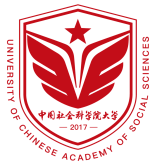 中国社会科学院大学
— 2017 —
UNIVERSITY OF CHINESE ACADEMY OF SOCIAL SCIENCES